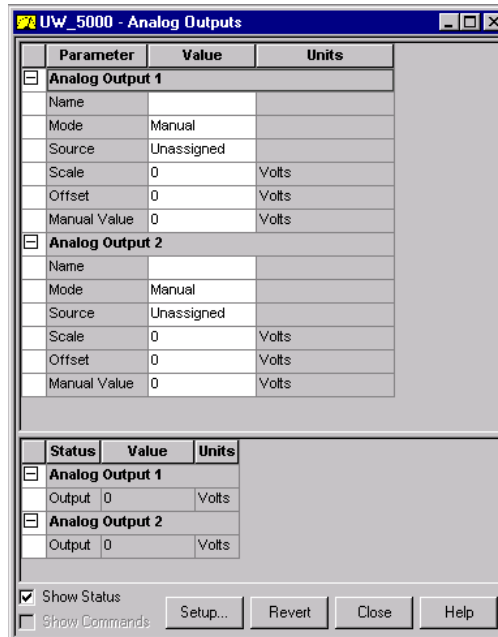 UW_5000 - Analog Outputs
Parameter Value Units
Analog Output 1
Name
Mode Manual
Source Unassigned
Scale 0 Volts
Offset 0 Volts
Manual Value 0 Volts
Analog Output 2
Name
Mode Manual
Source Unassigned
Scale 0 Volts
Offset 0 Volts
Manual Value 0 Volts
Status Value Units
Analog Output 1
Output 0 Volts
Analog Output 2
Output 0 Volts
Show Status
Show Commands
Setup... Revert Close Help